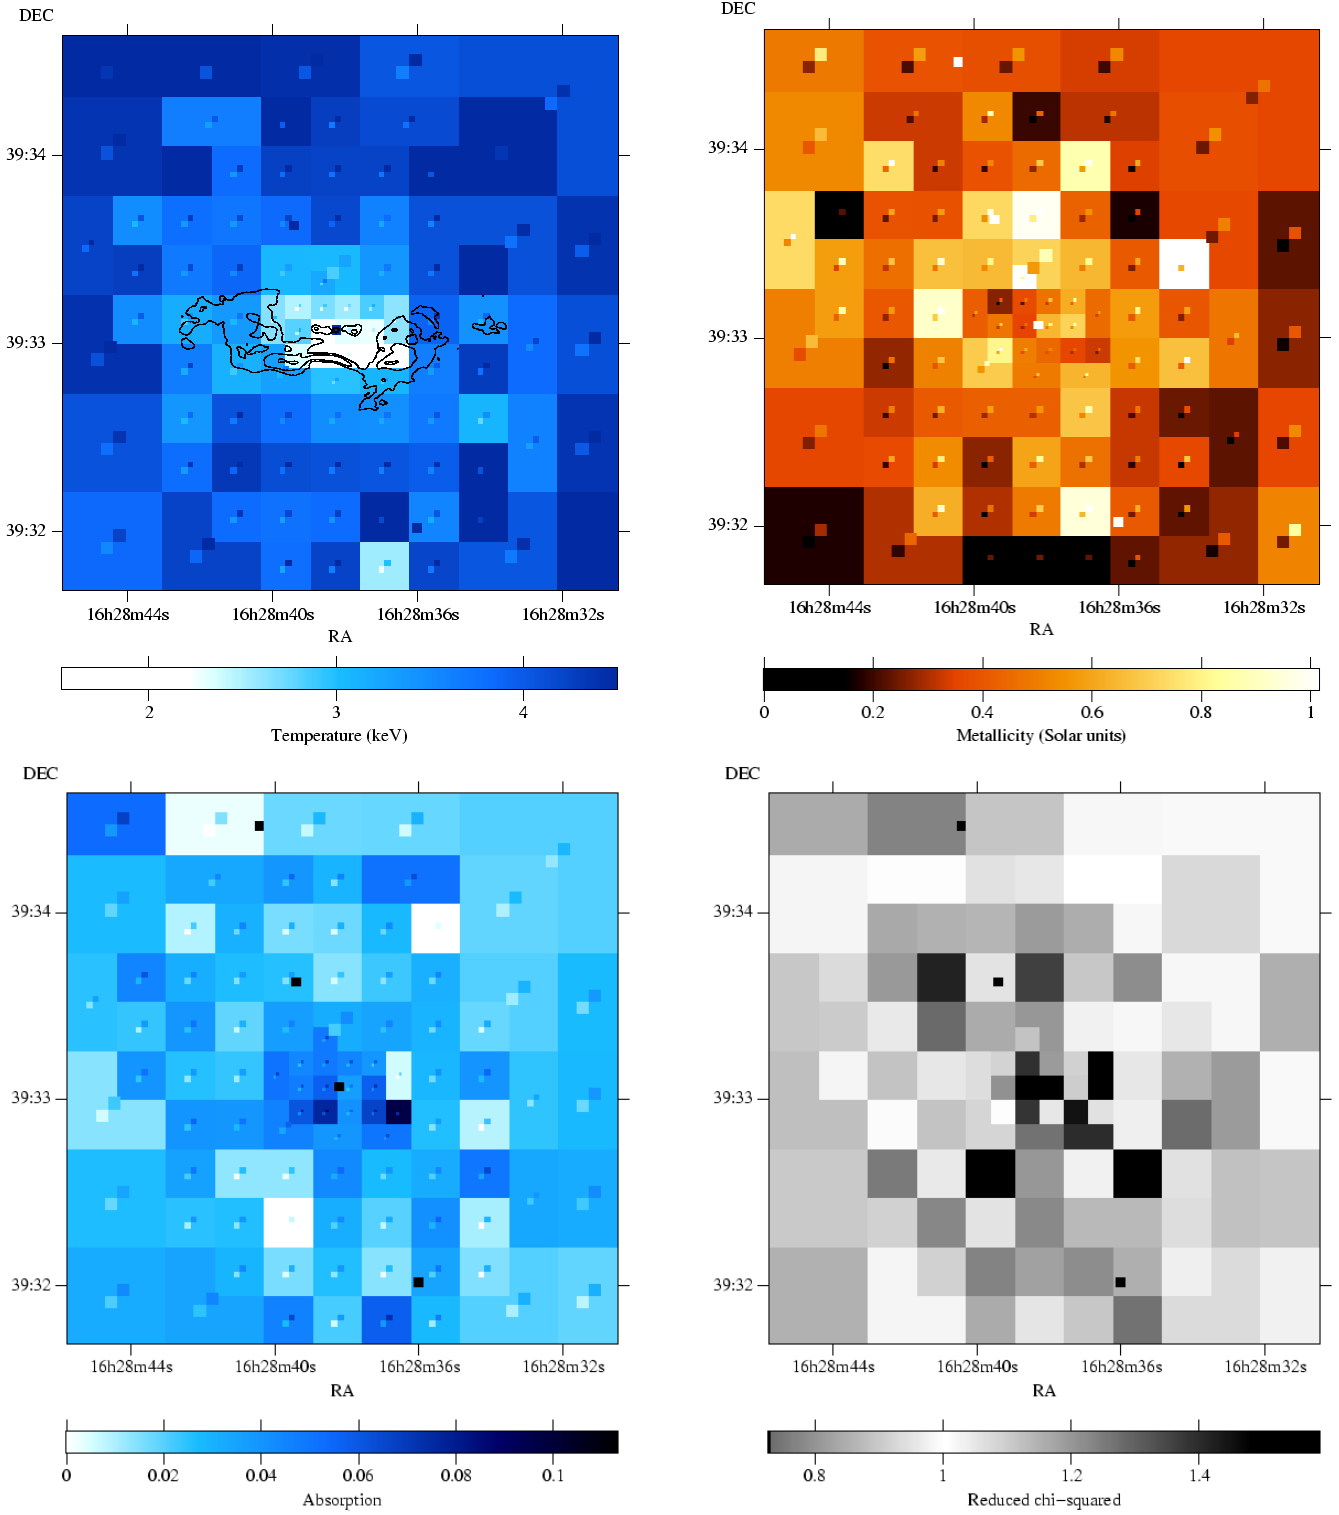 DEC
39:34
39:33
39:32
16h28m44s 16h28m40s 16h28m36s 16h28m32s
RA
2 3 4
Temperature (keV)
DEC
39:34
39:33
39:32
16h28m44s 16h28m40s 16h28m36s 16h28m32s
RA
0 0.2 0.4 0.6 0.8 1
Metallicity (Solar units)
DEC
39:34
39:33
39:32
16h28m44s 16h28m40s 16h28m36s 16h28m32s
RA
0 0.02 0.04 0.06 0.08 0.1
Absorption
DEC
39:34
39:33
39:32
16h28m44s 16h28m40s 16h28m36s 16h28m32s
RA
0.8 1 1.2 1.4
Reduced chi−squared